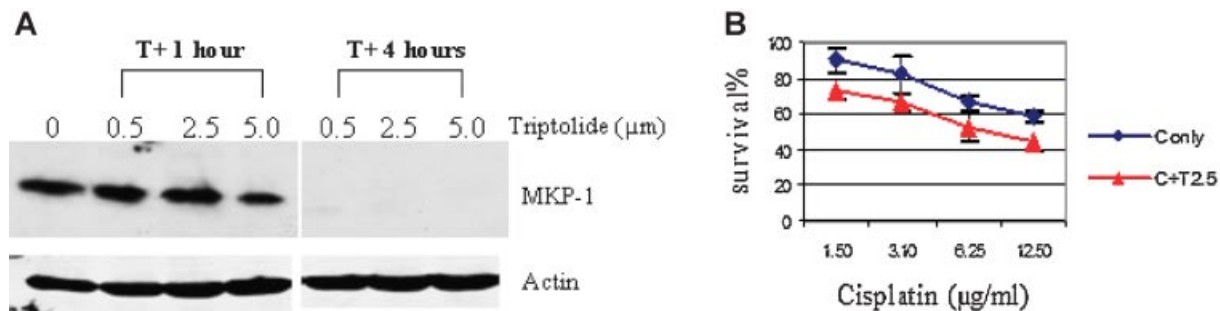 A
T+ 1 hour
T+ 4 hours
0 0.5 2.5 5.0 0.5 2.5 5.0 Triptolide (μm)
MKP-1
Actin
B
100
80
60
40
20
0
survival%
1.50 3.10 6.25 12.50
Cisplatin (μg/ml)
Conly
C+T2.5